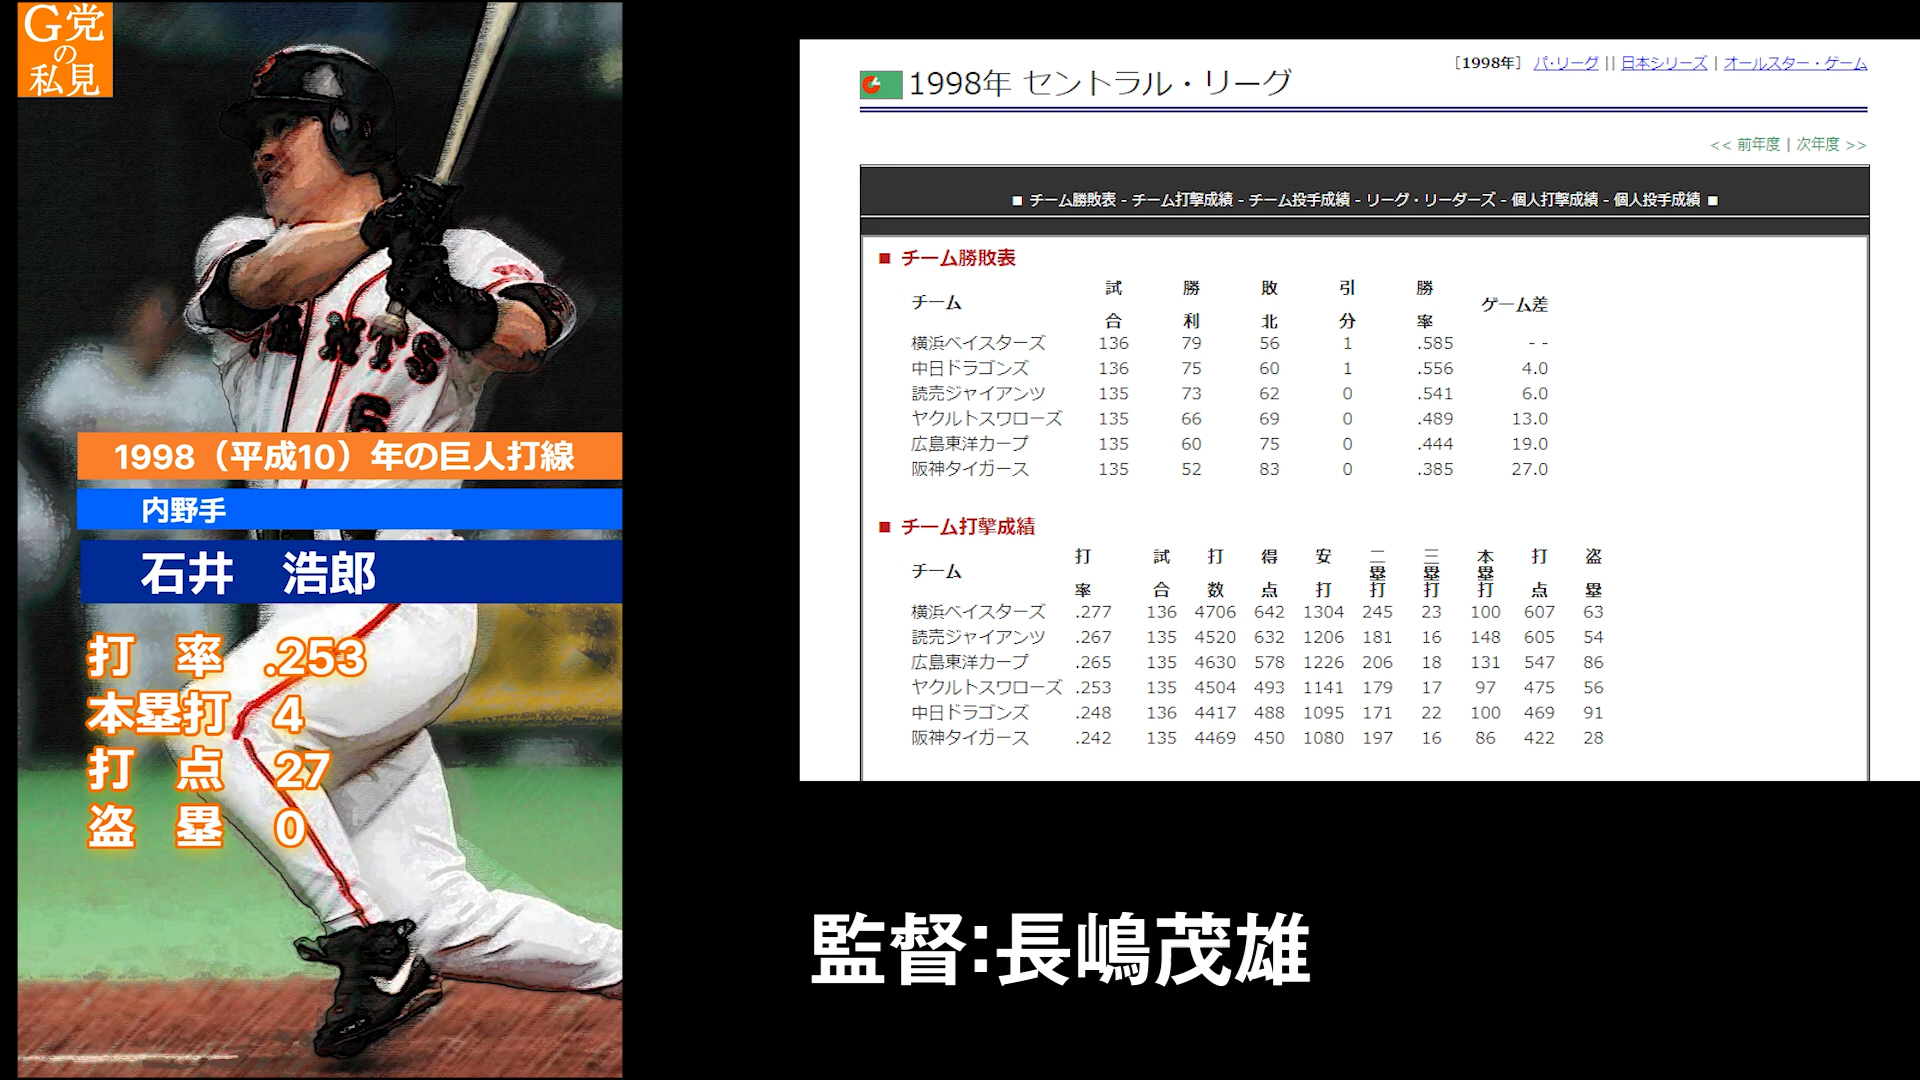 G党
の
私見
GIANTS
6
1998（平成10）年の巨人打線
内野手
石井 浩郎
打 率 .253
本塁打 4
打 点 27
盗 塁 0
［1998年］ パ・リーグ || 日本シリーズ | オールスター・ゲーム
1998年 セントラル・リーグ
<< 前年度 | 次年度 >>
■ チーム勝敗表 - チーム打撃成績 - チーム投手成績 - リーグ・リーダーズ - 個人打撃成績 - 個人投手成績 ■
■ チーム勝敗表
チーム 試合 勝利 敗北 引分 勝率 ゲーム差
横浜ベイスターズ 136 79 56 1 .585 - -
中日ドラゴンズ 136 75 60 1 .556 4.0
読売ジャイアンツ 135 73 62 0 .541 6.0
ヤクルトスワローズ 135 66 69 0 .489 13.0
広島東洋カープ 135 60 75 0 .444 19.0
阪神タイガース 135 52 83 0 .385 27.0
■ チーム打撃成績
チーム 打率 試合 打数 得点 安打 二塁打 三塁打 本塁打 打点 盗塁
横浜ベイスターズ .277 136 4706 642 1304 245 23 100 607 63
読売ジャイアンツ .267 135 4520 632 1206 181 16 148 605 54
広島東洋カープ .265 135 4630 578 1226 206 18 131 547 86
ヤクルトスワローズ .253 135 4504 493 1141 179 17 97 475 56
中日ドラゴンズ .248 136 4417 488 1095 171 22 100 469 91
阪神タイガース .242 135 4469 450 1080 197 16 86 422 28
監督:長嶋茂雄